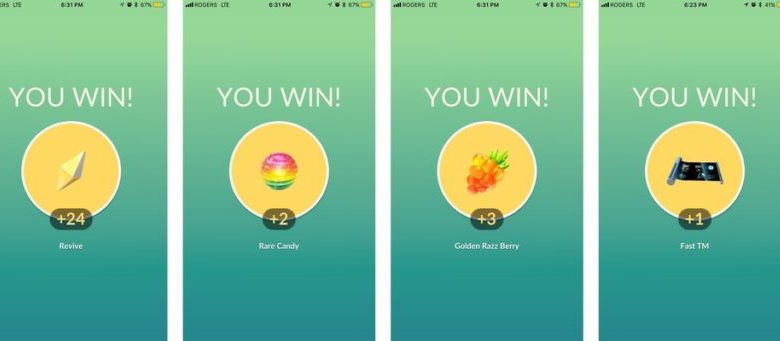 ROGERS LTE 6:31 PM 67%
YOU WIN!
+24
Revive
ROGERS LTE 6:31 PM 67%
YOU WIN!
+2
Rare Candy
ROGERS LTE 6:31 PM 67%
YOU WIN!
+3
Golden Razz Berry
ROGERS LTE 6:23 PM 41%
YOU WIN!
+1
Fast TM